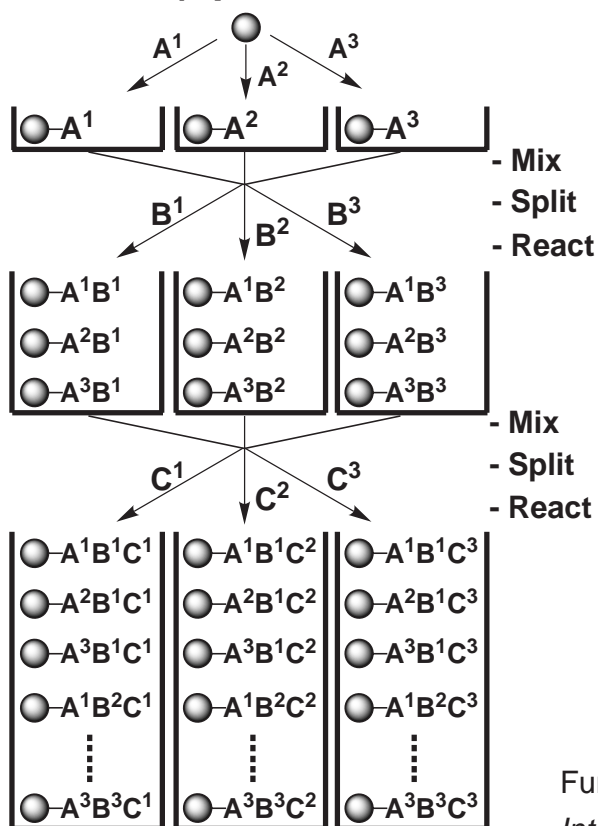 A¹ A² A³
A¹ A² A³
- Mix
- Split
- React
B¹ B² B³
A¹B¹ A¹B² A¹B³
A²B¹ A²B² A²B³
A³B¹ A³B² A³B³
- Mix
- Split
- React
C¹ C² C³
A¹B¹C¹ A¹B¹C² A¹B¹C³
A²B¹C¹ A²B¹C² A²B¹C³
A³B¹C¹ A³B¹C² A³B¹C³
A¹B²C¹ A¹B²C² A¹B²C³
A³B³C¹ A³B³C² A³B³C³